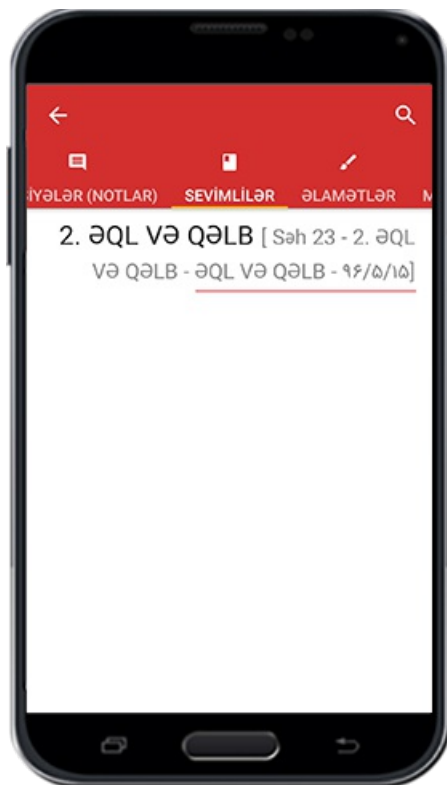 İYƏLƏR (NOTLAR) SEVİMLİLƏR ƏLAMƏTLƏR M
2. ƏQL VƏ QƏLB [ Səh 23 - 2. ƏQL
VƏ QƏLB - ƏQL VƏ QƏLB - ۹۶/۵/۱۵]